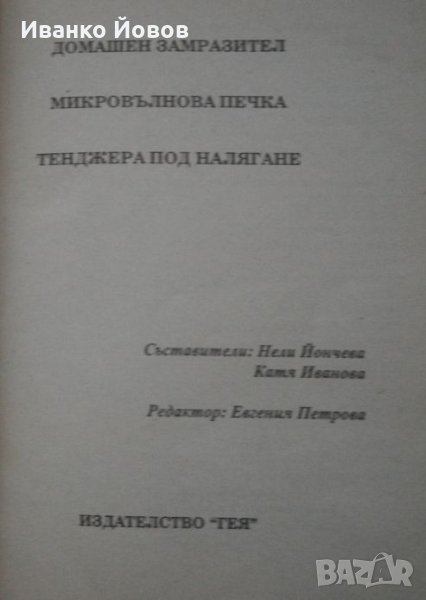 Иванко Йовов
ДОМАШЕН ЗАМРАЗИТЕЛ
МИКРОВЪЛНОВА ПЕЧКА
ТЕНДЖЕРА ПОД НАЛЯГАНЕ
Съставители: Нели Йончева
Катя Иванова
Редактор: Евгения Петрова
ИЗДАТЕЛСТВО "ГЕЯ"
BAZAR